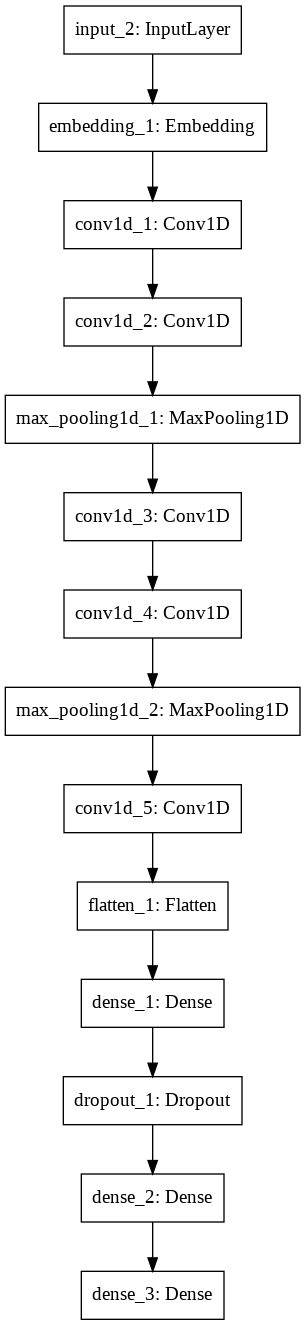 input_2: InputLayer
embedding_1: Embedding
conv1d_1: Conv1D
conv1d_2: Conv1D
max_pooling1d_1: MaxPooling1D
conv1d_3: Conv1D
conv1d_4: Conv1D
max_pooling1d_2: MaxPooling1D
conv1d_5: Conv1D
flatten_1: Flatten
dense_1: Dense
dropout_1: Dropout
dense_2: Dense
dense_3: Dense